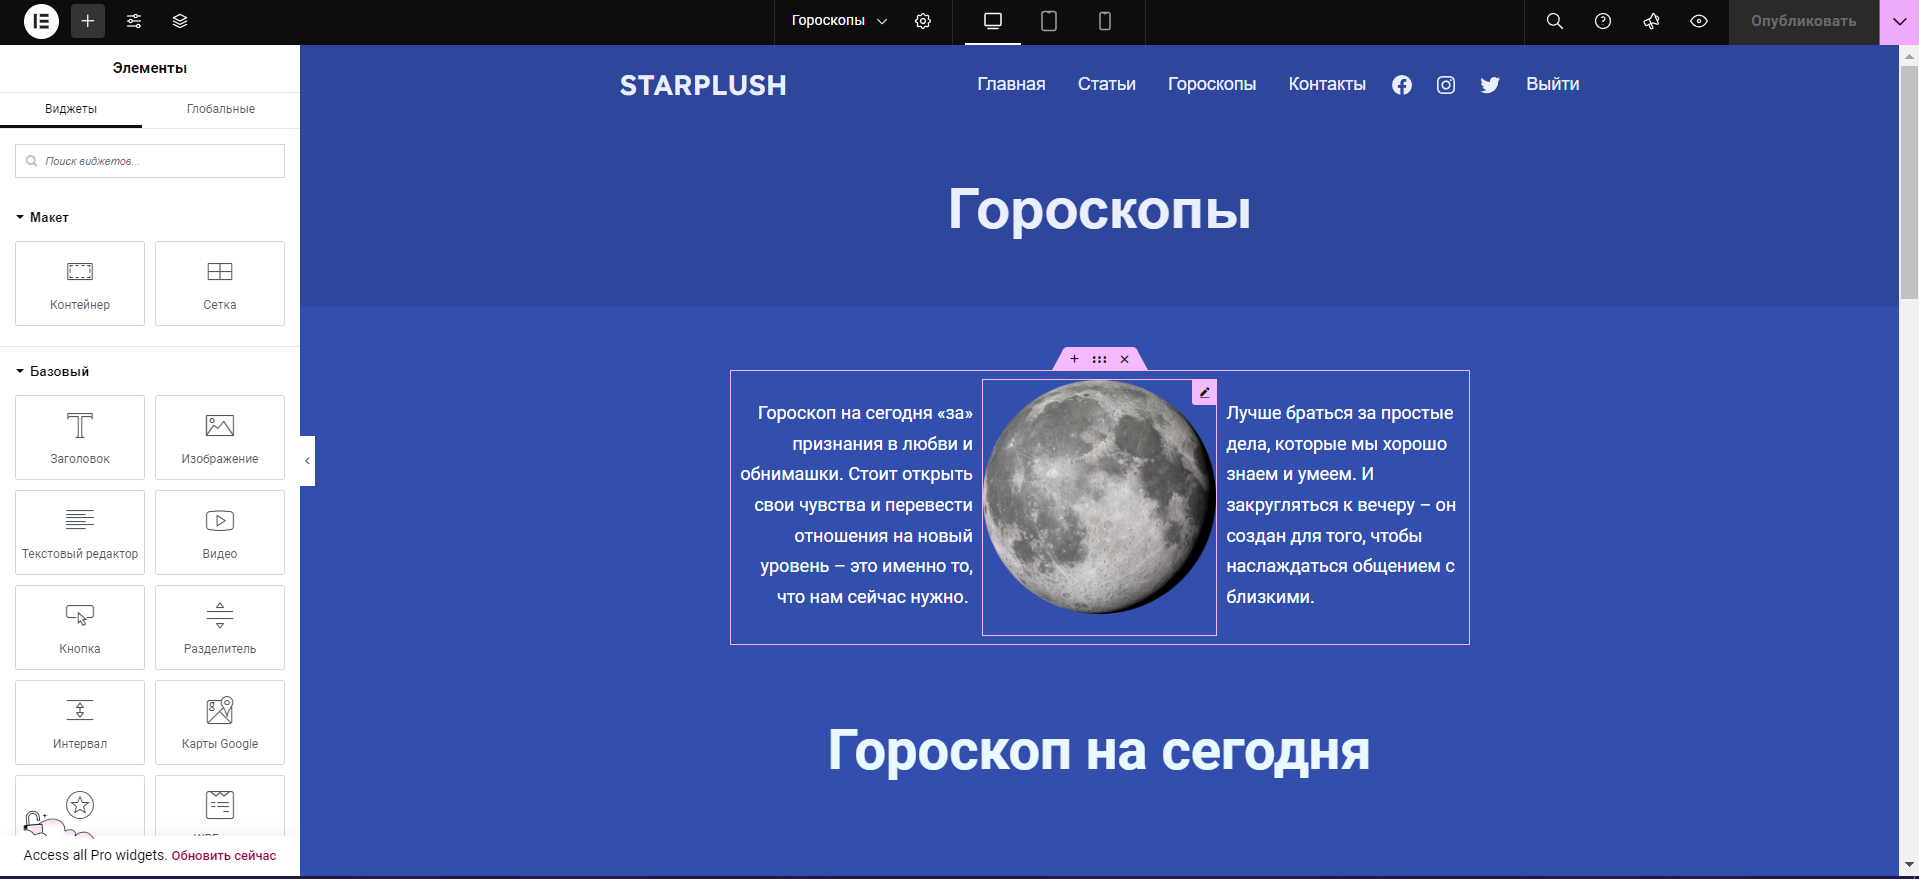 Гороскопы
Опубликовать
Элементы
Виджеты
Глобальные
Поиск виджетов...
Макет
Контейнер
Сетка
Базовый
Заголовок
Изображение
Текстовый редактор
Видео
Кнопка
Разделитель
Интервал
Карты Google
Access all Pro widgets. Обновить сейчас
STARPLUSH
Главная
Статьи
Гороскопы
Контакты
Выйти
Гороскопы
Гороскоп на сегодня «за»
признания в любви и
обнимашки. Стоит открыть
свои чувства и перевести
отношения на новый
уровень – это именно то,
что нам сейчас нужно.
Лучше браться за простые
дела, которые мы хорошо
знаем и умеем. И
закругляться к вечеру – он
создан для того, чтобы
наслаждаться общением с
близкими.
Гороскоп на сегодня